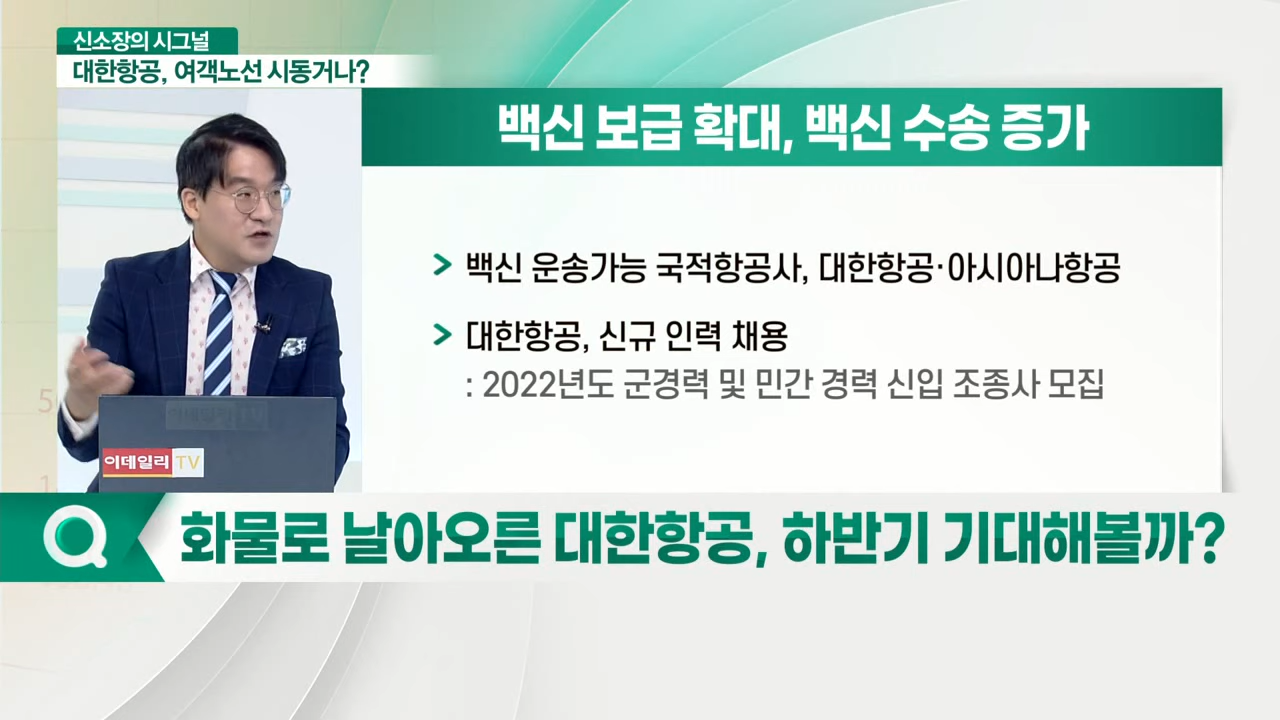 신소장의 시그널
대한항공, 여객노선 시동거나?
백신 보급 확대, 백신 수송 증가
> 백신 운송가능 국적항공사, 대한항공·아시아나항공
> 대한항공, 신규 인력 채용
: 2022년도 군경력 및 민간 경력 신입 조종사 모집
이데일리 TV
화물로 날아오른 대한항공, 하반기 기대해볼까?